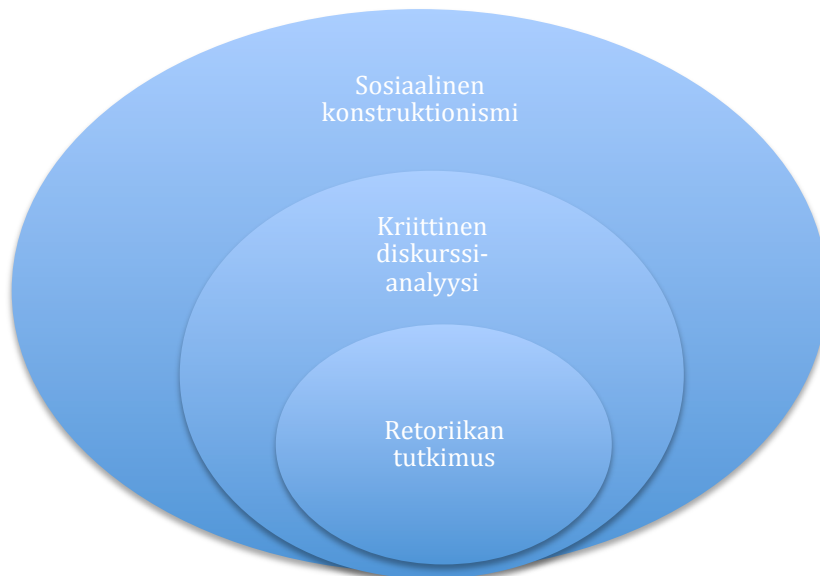 Sosiaalinen
konstruktionismi
Kriittinen
diskurssi-
analyysi
Retoriikan
tutkimus